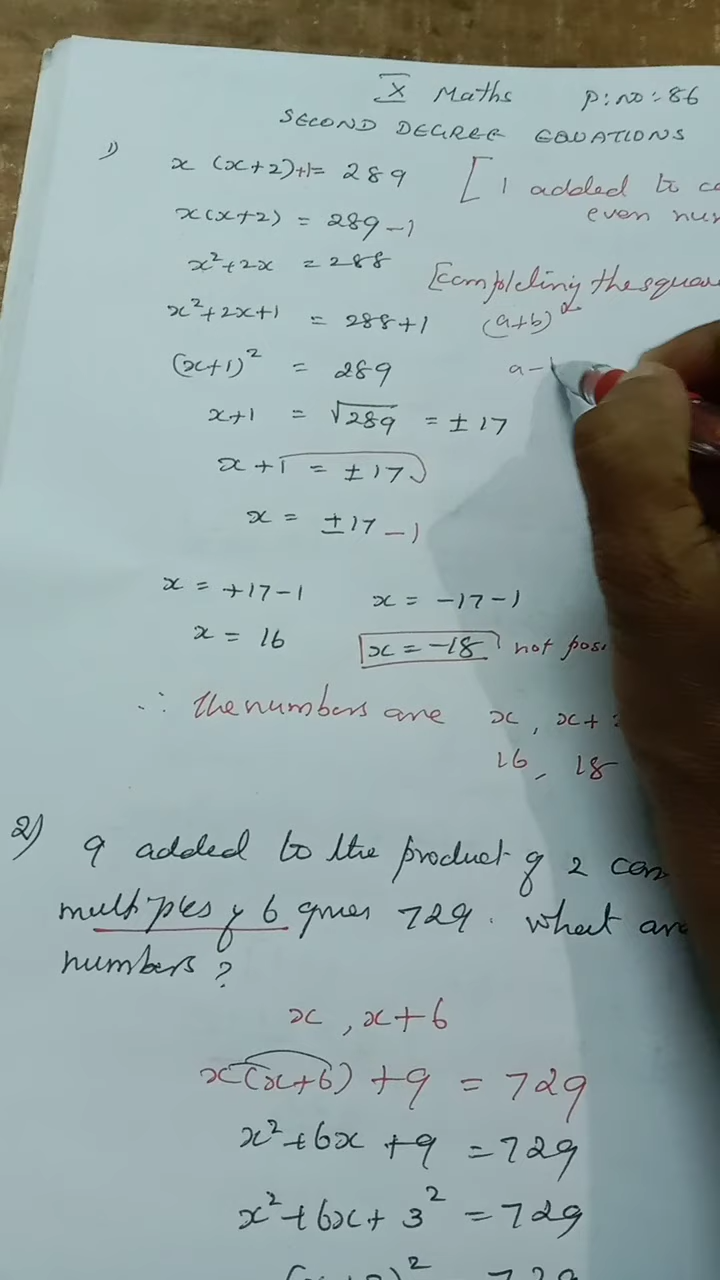 X Maths P: no: 86
SECOND DEGREE EQUATIONS
1) x (x+2)+1 = 289 [1 added to
even
x(x+2) = 289-1
x²+2x = 288
[completing the square
x²+2x+1 = 288+1 (a+b)²
(x+1)² = 289 a-
x+1 = √289 = ±17
x+1 = ±17
x = ±17-1
x = +17-1 x = -17-1
x = 16 x = -18 not
∴ The numbers are x, x+
16, 18
2) 9 added to the product of 2
multiples of 6 gives 729. What
numbers?
x, x+6
x(x+6) +9 = 729
x²+6x +9 = 729
x²+6x+3² = 729